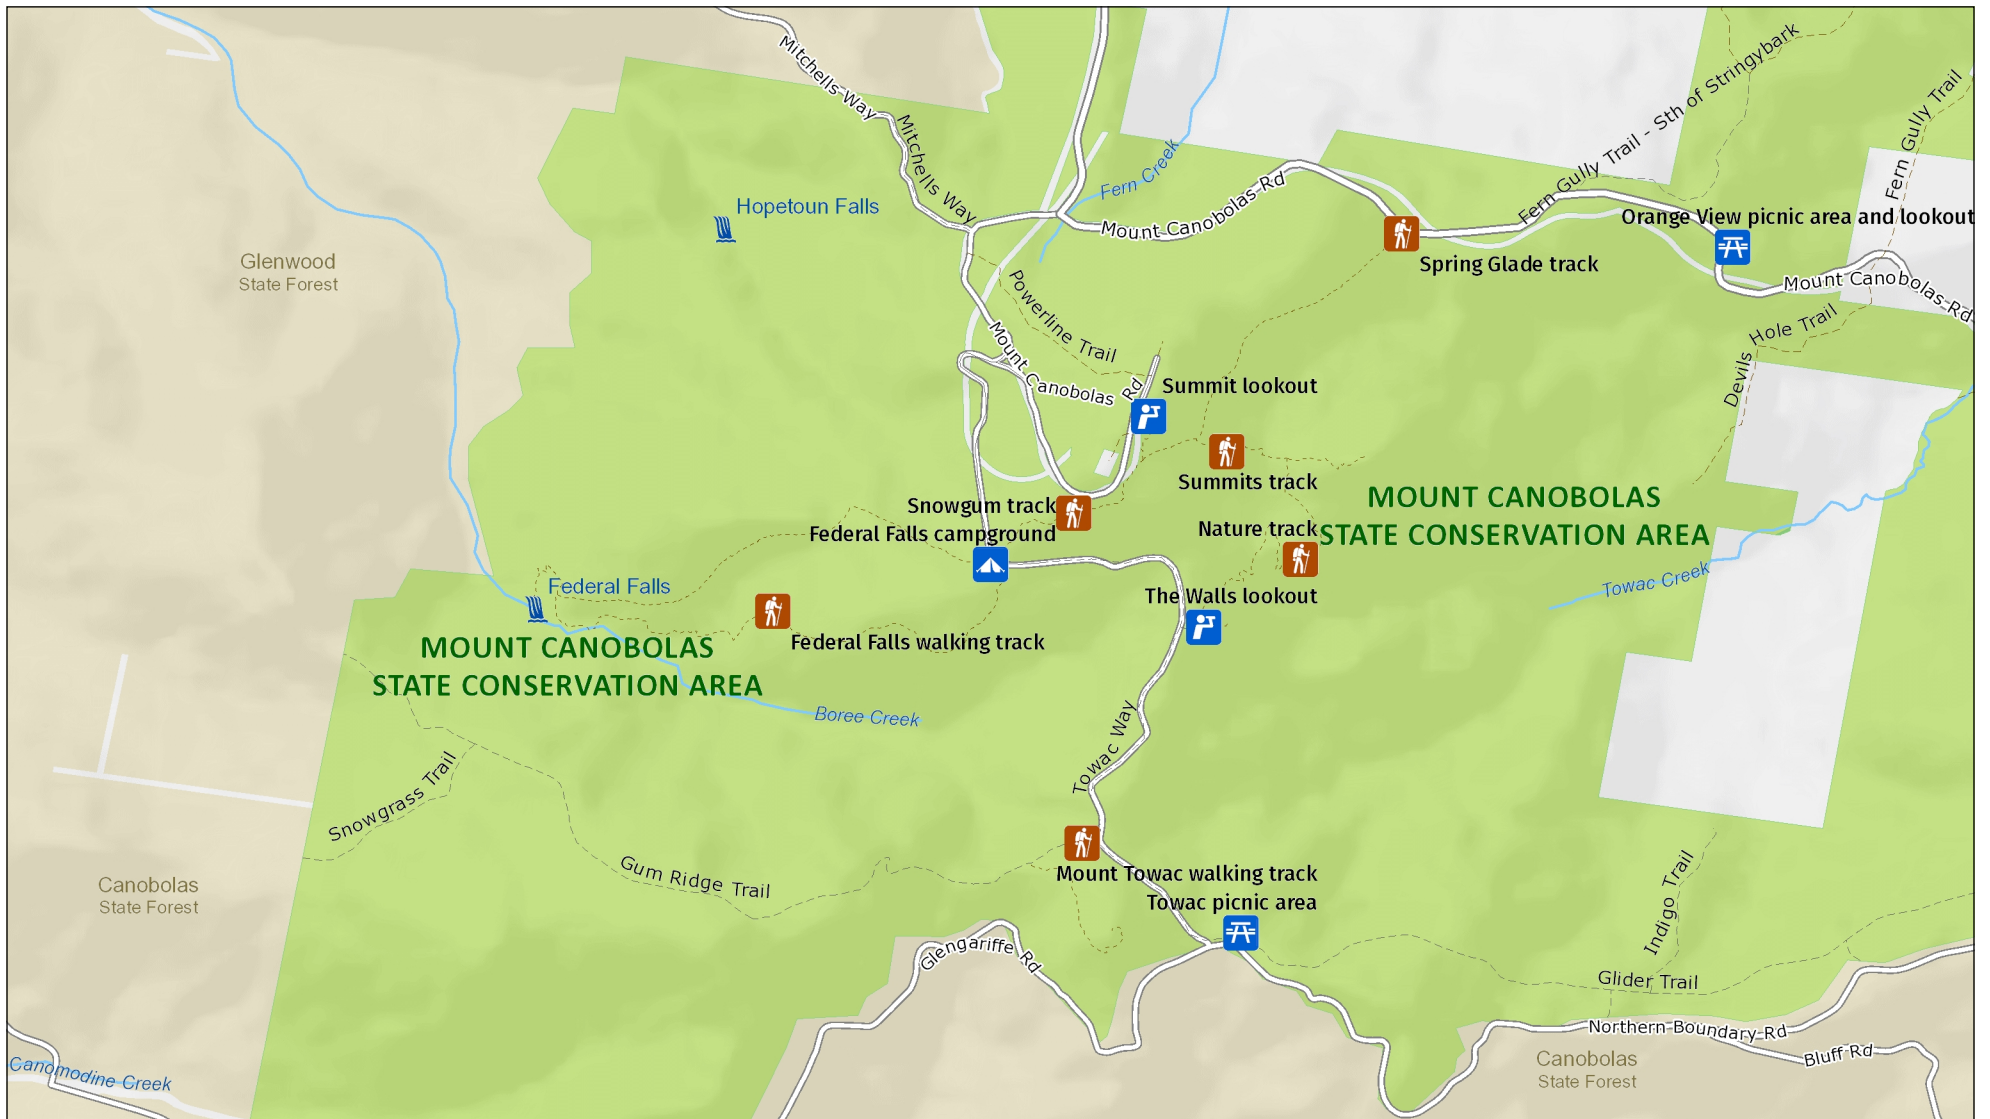 Mitchells Way
Mitchells Way
Fern Creek
Mount Canobolas Rd
Fern Gully Trail - Sth of Stringybark
Fern Gully Trail
Hopetoun Falls
Orange View picnic area and lookout
Glenwood
State Forest
Spring Glade track
Mount Canobolas Rd
Powerline Trail
Hole Trail
Devils
Mount Canobolas Rd
Summit lookout
Summits track
MOUNT CANOBOLAS
STATE CONSERVATION AREA
Snowgum track
Federal Falls campground
Nature track
Federal Falls
The Walls lookout
Towac Creek
Federal Falls walking track
MOUNT CANOBOLAS
STATE CONSERVATION AREA
Boree Creek
Towac Way
Snowgrass Trail
Gum Ridge Trail
Mount Towac walking track
Towac picnic area
Canobolas
State Forest
Indigo Trail
Glengariffe Rd
Glider Trail
Northern Boundary Rd
Bluff Rd
Canobolas
State Forest
Canomodine Creek